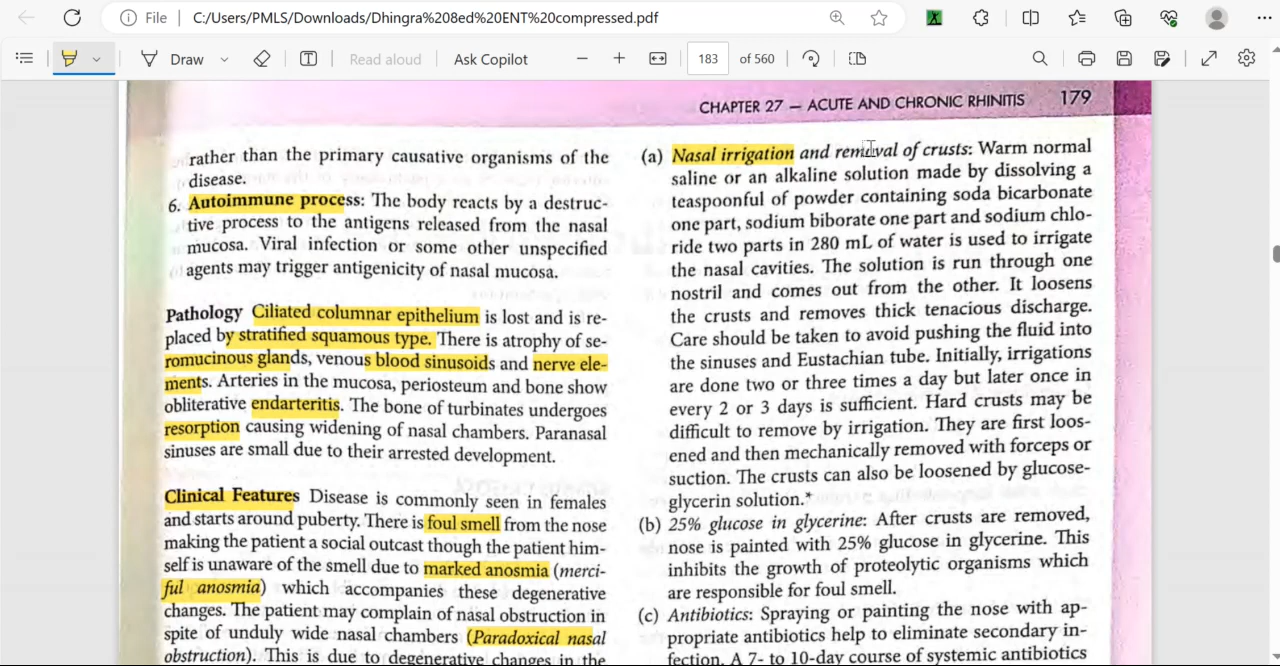 File
C:/Users/PMLS/Downloads/Dhingra%208ed%20ENT%20compressed.pdf
Draw
Read aloud
Ask Copilot
183
of 560
CHAPTER 27 — ACUTE AND CHRONIC RHINITIS 179
rather than the primary causative organisms of the
disease.
6. Autoimmune process: The body reacts by a destruc-
tive process to the antigens released from the nasal
mucosa. Viral infection or some other unspecified
agents may trigger antigenicity of nasal mucosa.
Pathology Ciliated columnar epithelium is lost and is re-
placed by stratified squamous type. There is atrophy of se-
romucinous glands, venous blood sinusoids and nerve ele-
ments. Arteries in the mucosa, periosteum and bone show
obliterative endarteritis. The bone of turbinates undergoes
resorption causing widening of nasal chambers. Paranasal
sinuses are small due to their arrested development.
Clinical Features Disease is commonly seen in females
and starts around puberty. There is foul smell from the nose
making the patient a social outcast though the patient him-
self is unaware of the smell due to marked anosmia (merci-
ful anosmia) which accompanies these degenerative
changes. The patient may complain of nasal obstruction in
spite of unduly wide nasal chambers (Paradoxical nasal
obstruction). This is due to degenerative changes in the
(a) Nasal irrigation and removal of crusts: Warm normal
saline or an alkaline solution made by dissolving a
teaspoonful of powder containing soda bicarbonate
one part, sodium biborate one part and sodium chlo-
ride two parts in 280 mL of water is used to irrigate
the nasal cavities. The solution is run through one
nostril and comes out from the other. It loosens
the crusts and removes thick tenacious discharge.
Care should be taken to avoid pushing the fluid into
the sinuses and Eustachian tube. Initially, irrigations
are done two or three times a day but later once in
every 2 or 3 days is sufficient. Hard crusts may be
difficult to remove by irrigation. They are first loos-
ened and then mechanically removed with forceps or
suction. The crusts can also be loosened by glucose-
glycerin solution.*
(b) 25% glucose in glycerine: After crusts are removed,
nose is painted with 25% glucose in glycerine. This
inhibits the growth of proteolytic organisms which
are responsible for foul smell.
(c) Antibiotics: Spraying or painting the nose with ap-
propriate antibiotics help to eliminate secondary in-
fection. A 7- to 10-day course of systemic antibiotics